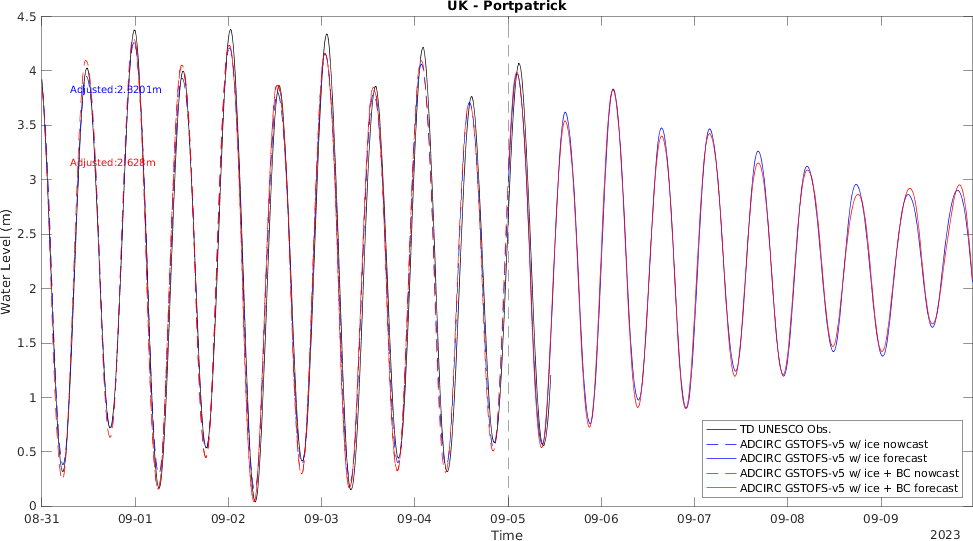 UK - Portpatrick
4.5
4
3.5
3
2.5
2
1.5
1
0.5
0
Water Level (m)
Adjusted:2.8201m
Adjusted:2.628m
08-31 09-01 09-02 09-03 09-04 09-05 09-06 09-07 09-08 09-09
Time
2023
TD UNESCO Obs.
ADCIRC GSTOFS-v5 w/ ice nowcast
ADCIRC GSTOFS-v5 w/ ice forecast
ADCIRC GSTOFS-v5 w/ ice + BC nowcast
ADCIRC GSTOFS-v5 w/ ice + BC forecast